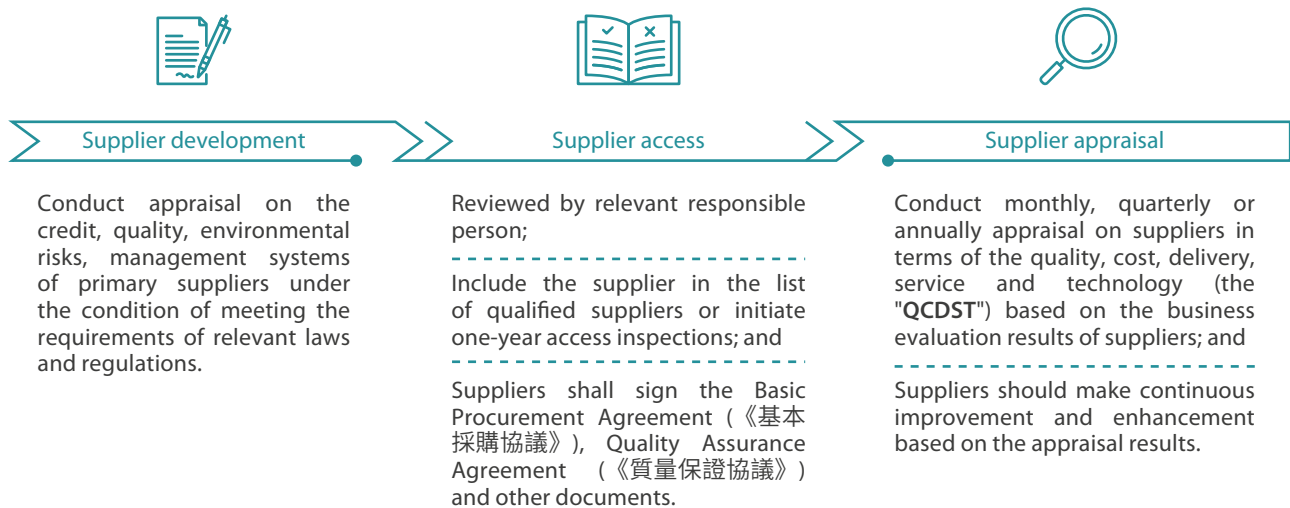 Supplier development
Conduct appraisal on the
credit, quality, environmental
risks, management systems
of primary suppliers under
the condition of meeting the
requirements of relevant laws
and regulations.
Supplier access
Reviewed by relevant responsible
person;
Include the supplier in the list
of qualified suppliers or initiate
one-year access inspections; and
Suppliers shall sign the Basic
Procurement Agreement (《基本
採購協議》), Quality Assurance
Agreement (《質量保證協議》)
and other documents.
Supplier appraisal
Conduct monthly, quarterly or
annually appraisal on suppliers in
terms of the quality, cost, delivery,
service and technology (the
"QCDST") based on the business
evaluation results of suppliers; and
Suppliers should make continuous
improvement and enhancement
based on the appraisal results.